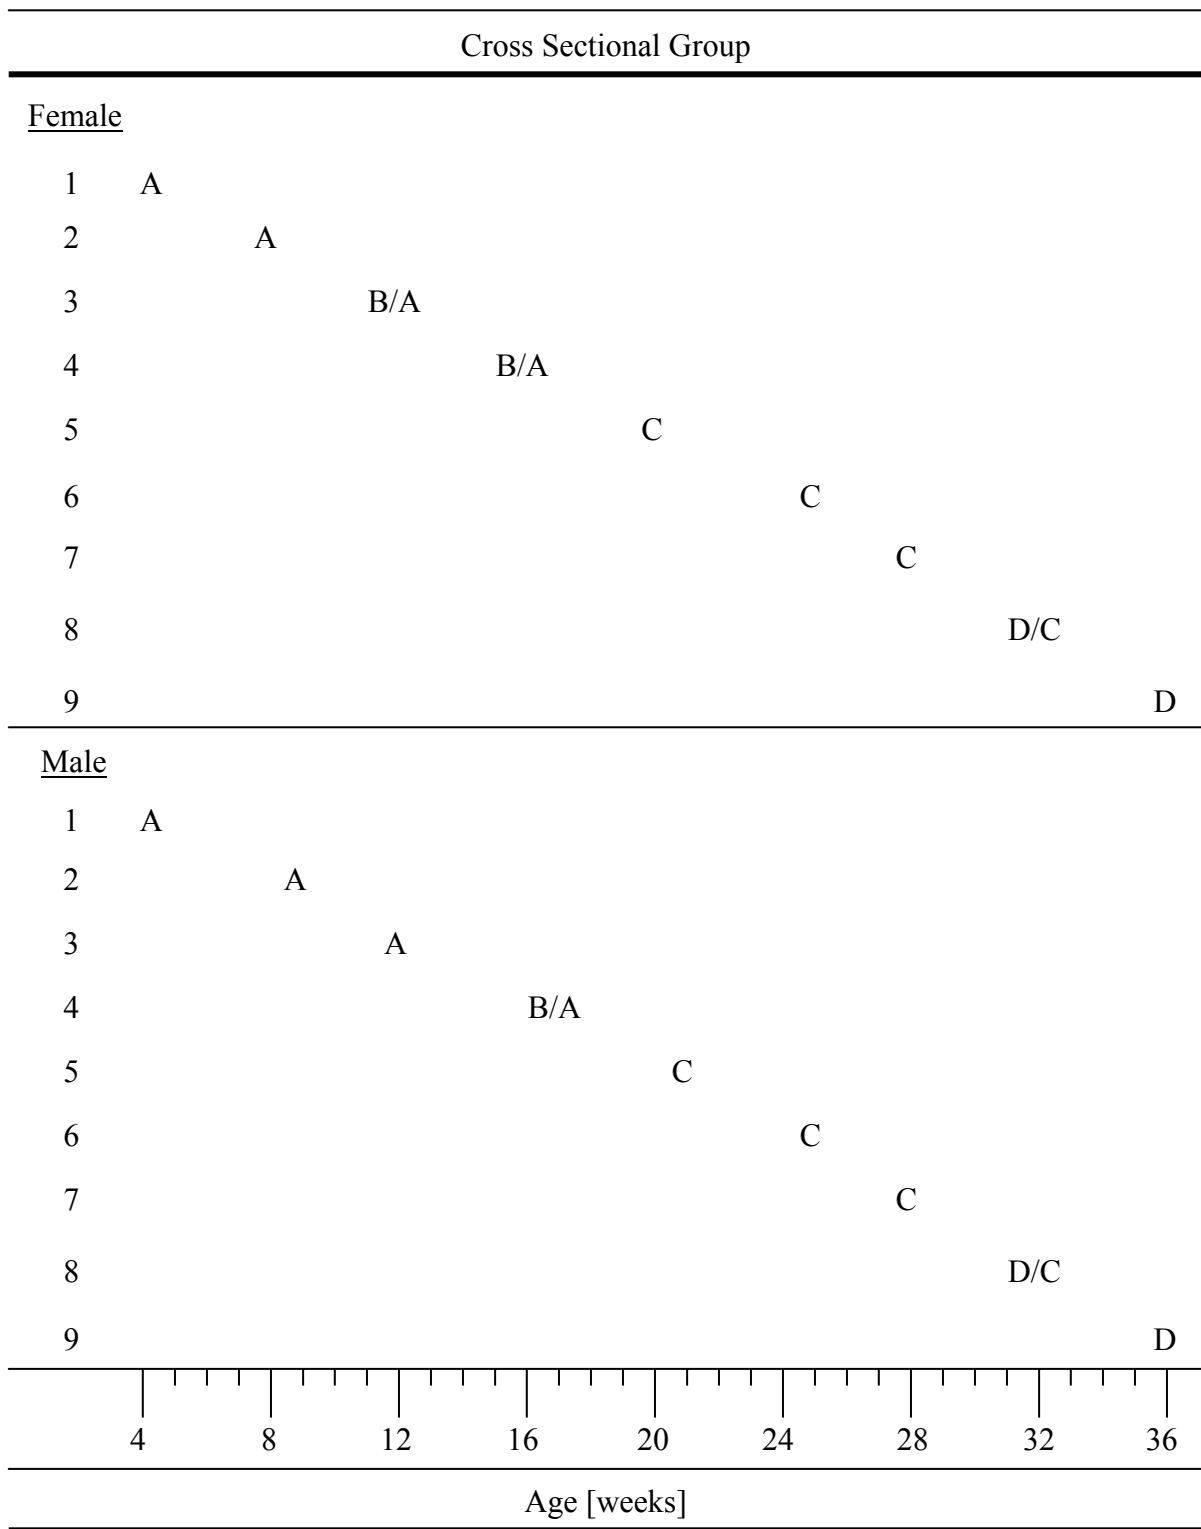 Cross Sectional Group
Female
1 A
2 A
3 B/A
4 B/A
5 C
6 C
7 C
8 D/C
9 D
Male
1 A
2 A
3 A
4 B/A
5 C
6 C
7 C
8 D/C
9 D
4 8 12 16 20 24 28 32 36
Age [weeks]